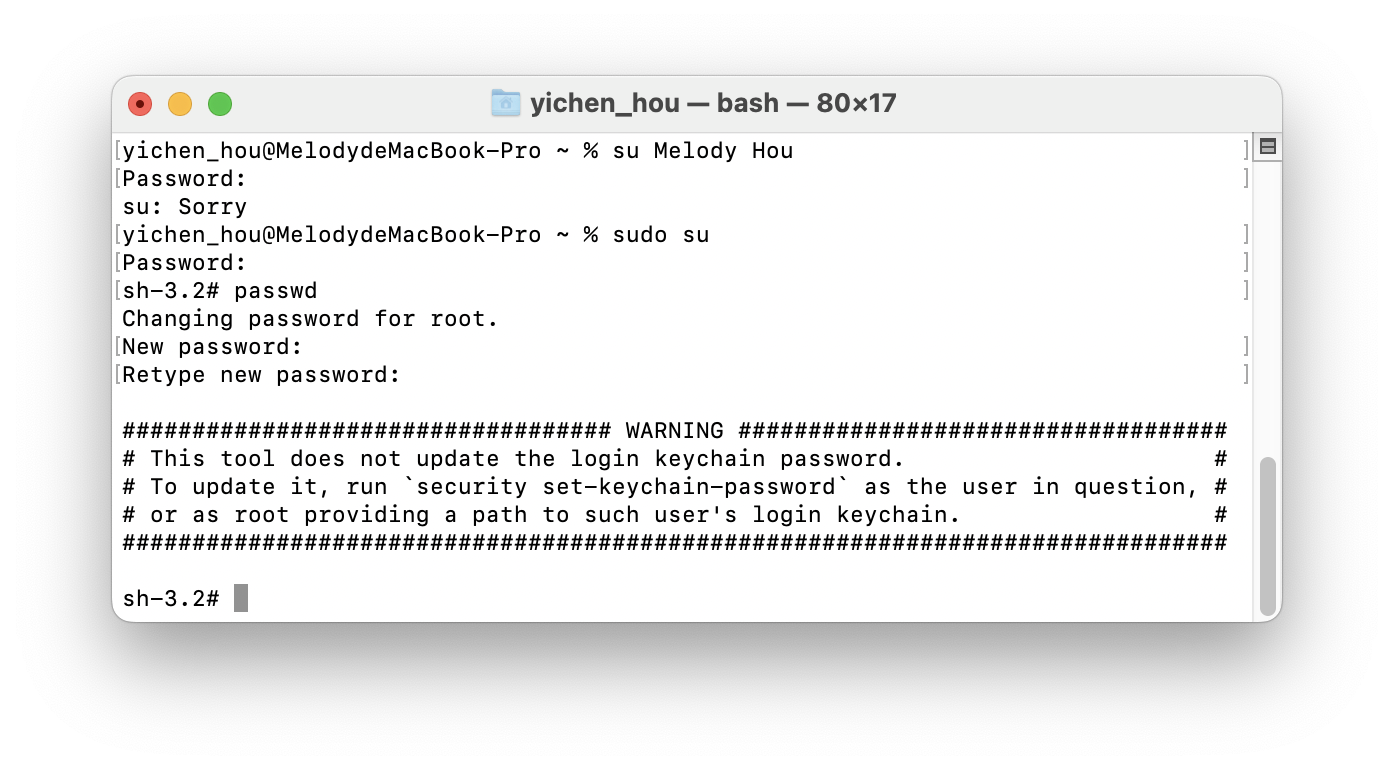 yichen_hou — bash — 80×17
[yichen_hou@MelodydeMacBook-Pro ~ % su Melody Hou ]
[Password: ]
su: Sorry
[yichen_hou@MelodydeMacBook-Pro ~ % sudo su ]
[Password: ]
[sh-3.2# passwd ]
Changing password for root.
[New password: ]
[Retype new password: ]
################################### WARNING ###################################
# This tool does not update the login keychain password.                      #
# To update it, run `security set-keychain-password` as the user in question, #
# or as root providing a path to such user's login keychain.                  #
###############################################################################
sh-3.2#